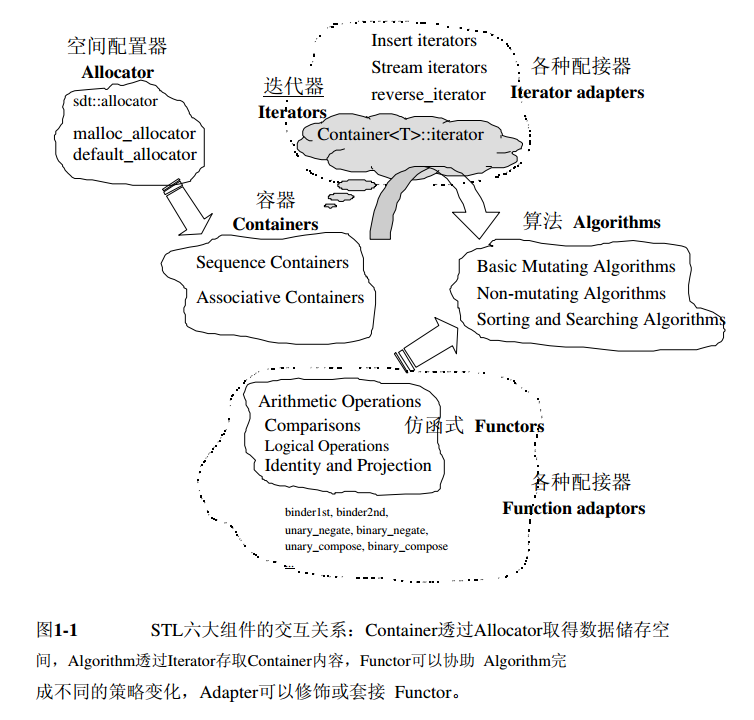 空间配置器
Allocator
sdt::allocator
malloc_allocator
default_allocator
迭代器
Iterators
Insert iterators
Stream iterators
reverse_iterator
Container<T>::iterator
各种配接器
Iterator adapters
容器
Containers
Sequence Containers
Associative Containers
算法 Algorithms
Basic Mutating Algorithms
Non-mutating Algorithms
Sorting and Searching Algorithms
Arithmetic Operations
Comparisons
Logical Operations
Identity and Projection
仿函式 Functors
各种配接器
Function adaptors
binder1st, binder2nd,
unary_negate, binary_negate,
unary_compose, binary_compose
图1-1 STL六大组件的交互关系：Container透过Allocator取得数据储存空
间，Algorithm透过Iterator存取Container内容，Functor可以协助 Algorithm完
成不同的策略变化，Adapter可以修饰或套接 Functor。